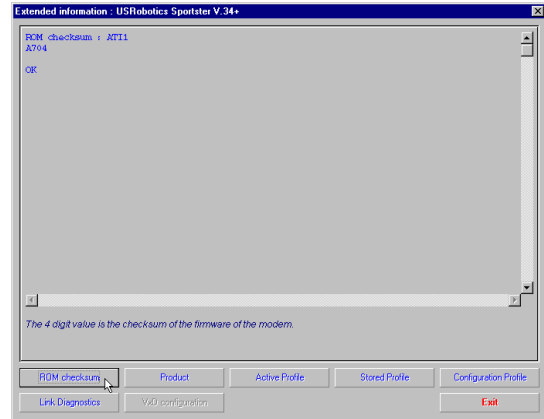 Extended information : USRobotics Sportster V.34+
ROM checksum : ATI1
A704
OK
The 4 digit value is the checksum of the firmware of the modem.
ROM checksum
Product
Active Profile
Stored Profile
Configuration Profile
Link Diagnostics
VxD configuration
Exit